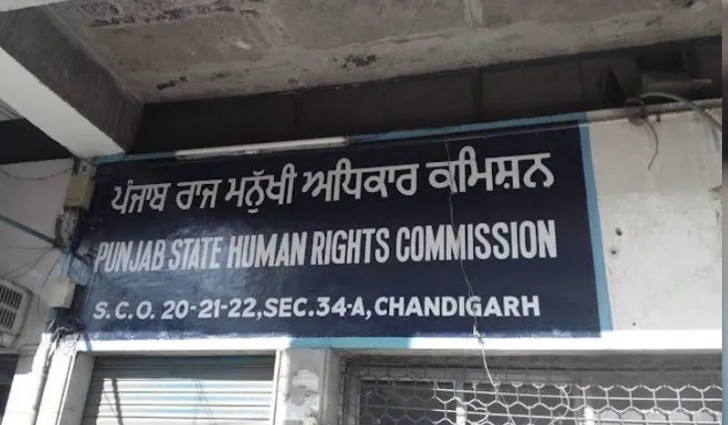 ਪੰਜਾਬ ਰਾਜ ਮਨੁੱਖੀ ਅਧਿਕਾਰ ਕਮਿਸ਼ਨ
PUNJAB STATE HUMAN RIGHTS COMMISSION
S.C.O. 20-21-22,SEC.34-A,CHANDIGARH